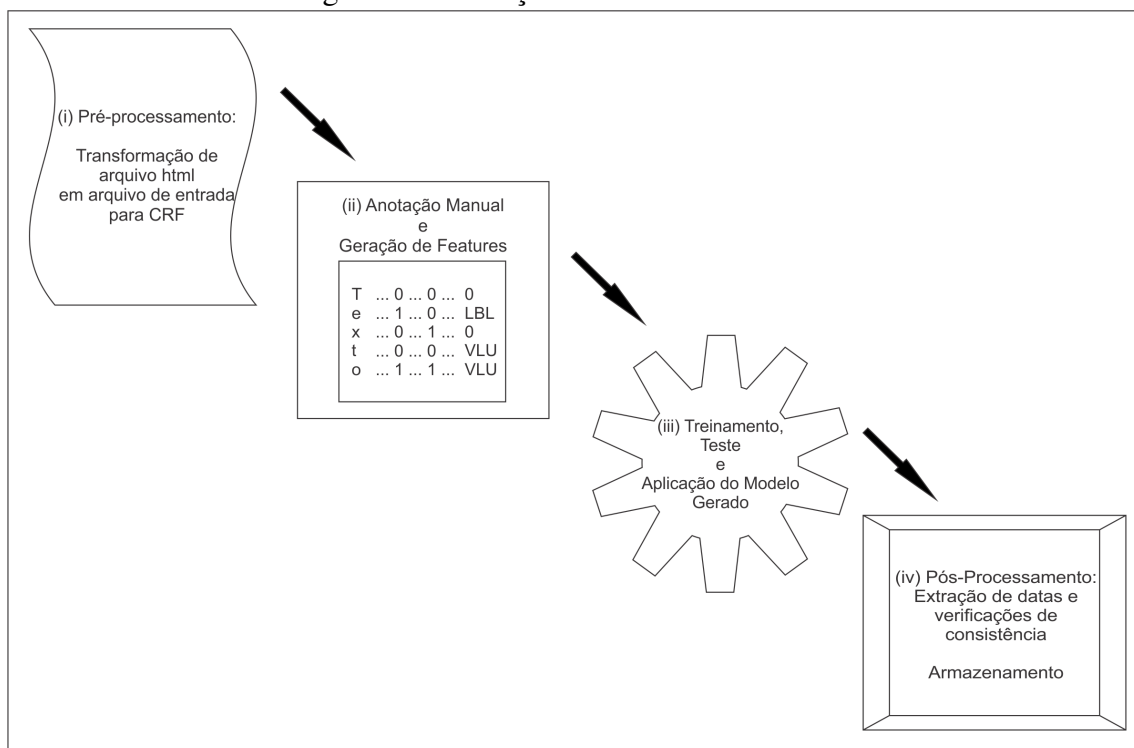 (i) Pré-processamento:
Transformação de
arquivo html
em arquivo de entrada
para CRF
(ii) Anotação Manual
e
Geração de Features
T ... 0 ... 0 ... 0
e ... 1 ... 0 ... LBL
x ... 0 ... 1 ... 0
t ... 0 ... 0 ... VLU
o ... 1 ... 1 ... VLU
(iii) Treinamento,
Teste
e
Aplicação do Modelo
Gerado
(iv) Pós-Processamento:
Extração de datas e
verificações de
consistência
Armazenamento